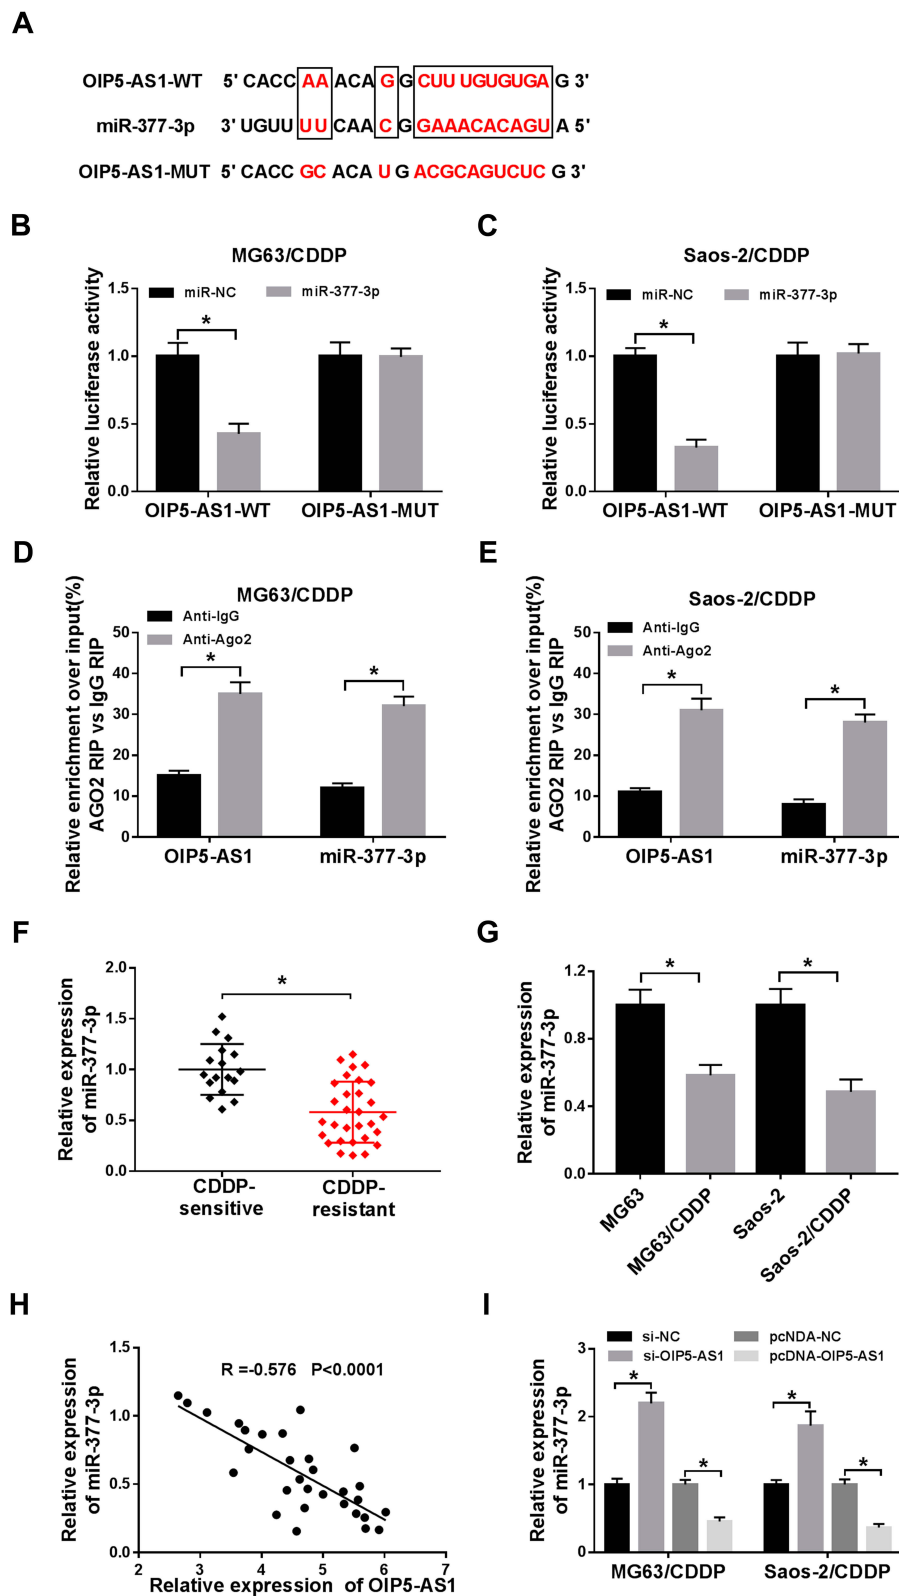 A
OIP5-AS1-WT 5' CACC AA ACA G G CUU UGUGUGA G 3'
miR-377-3p 3' UGUU UU CAA C G GAAACACAGU A 5'
OIP5-AS1-MUT 5' CACC GC ACA U G ACGCAGUCUC G 3'
B
MG63/CDDP
Relative luciferase activity
miR-NC miR-377-3p
1.5
1.0
0.5
0.0
*
OIP5-AS1-WT OIP5-AS1-MUT
C
Saos-2/CDDP
Relative luciferase activity
miR-NC miR-377-3p
1.5
1.0
0.5
0.0
*
OIP5-AS1-WT OIP5-AS1-MUT
D
MG63/CDDP
Relative enrichment over input(%)
AGO2 RIP vs IgG RIP
Anti-IgG
Anti-Ago2
50
40
30
20
10
0
* *
OIP5-AS1 miR-377-3p
E
Saos-2/CDDP
Relative enrichment over input(%)
AGO2 RIP vs IgG RIP
Anti-IgG
Anti-Ago2
50
40
30
20
10
0
* *
OIP5-AS1 miR-377-3p
F
Relative expression
of miR-377-3p
2.0
1.5
1.0
0.5
0.0
*
CDDP-
sensitive
CDDP-
resistant
G
Relative expression
of miR-377-3p
1.2
0.8
0.4
0.0
* *
MG63
MG63/CDDP
Saos-2
Saos-2/CDDP
H
Relative expression
of miR-377-3p
1.5
1.0
0.5
0.0
R =-0.576 P<0.0001
2 3 4 5 6 7
Relative expression of OIP5-AS1
I
Relative expression
of miR-377-3p
si-NC pcNDA-NC
si-OIP5-AS1 pcDNA-OIP5-AS1
3
2
1
0
* * * *
MG63/CDDP Saos-2/CDDP